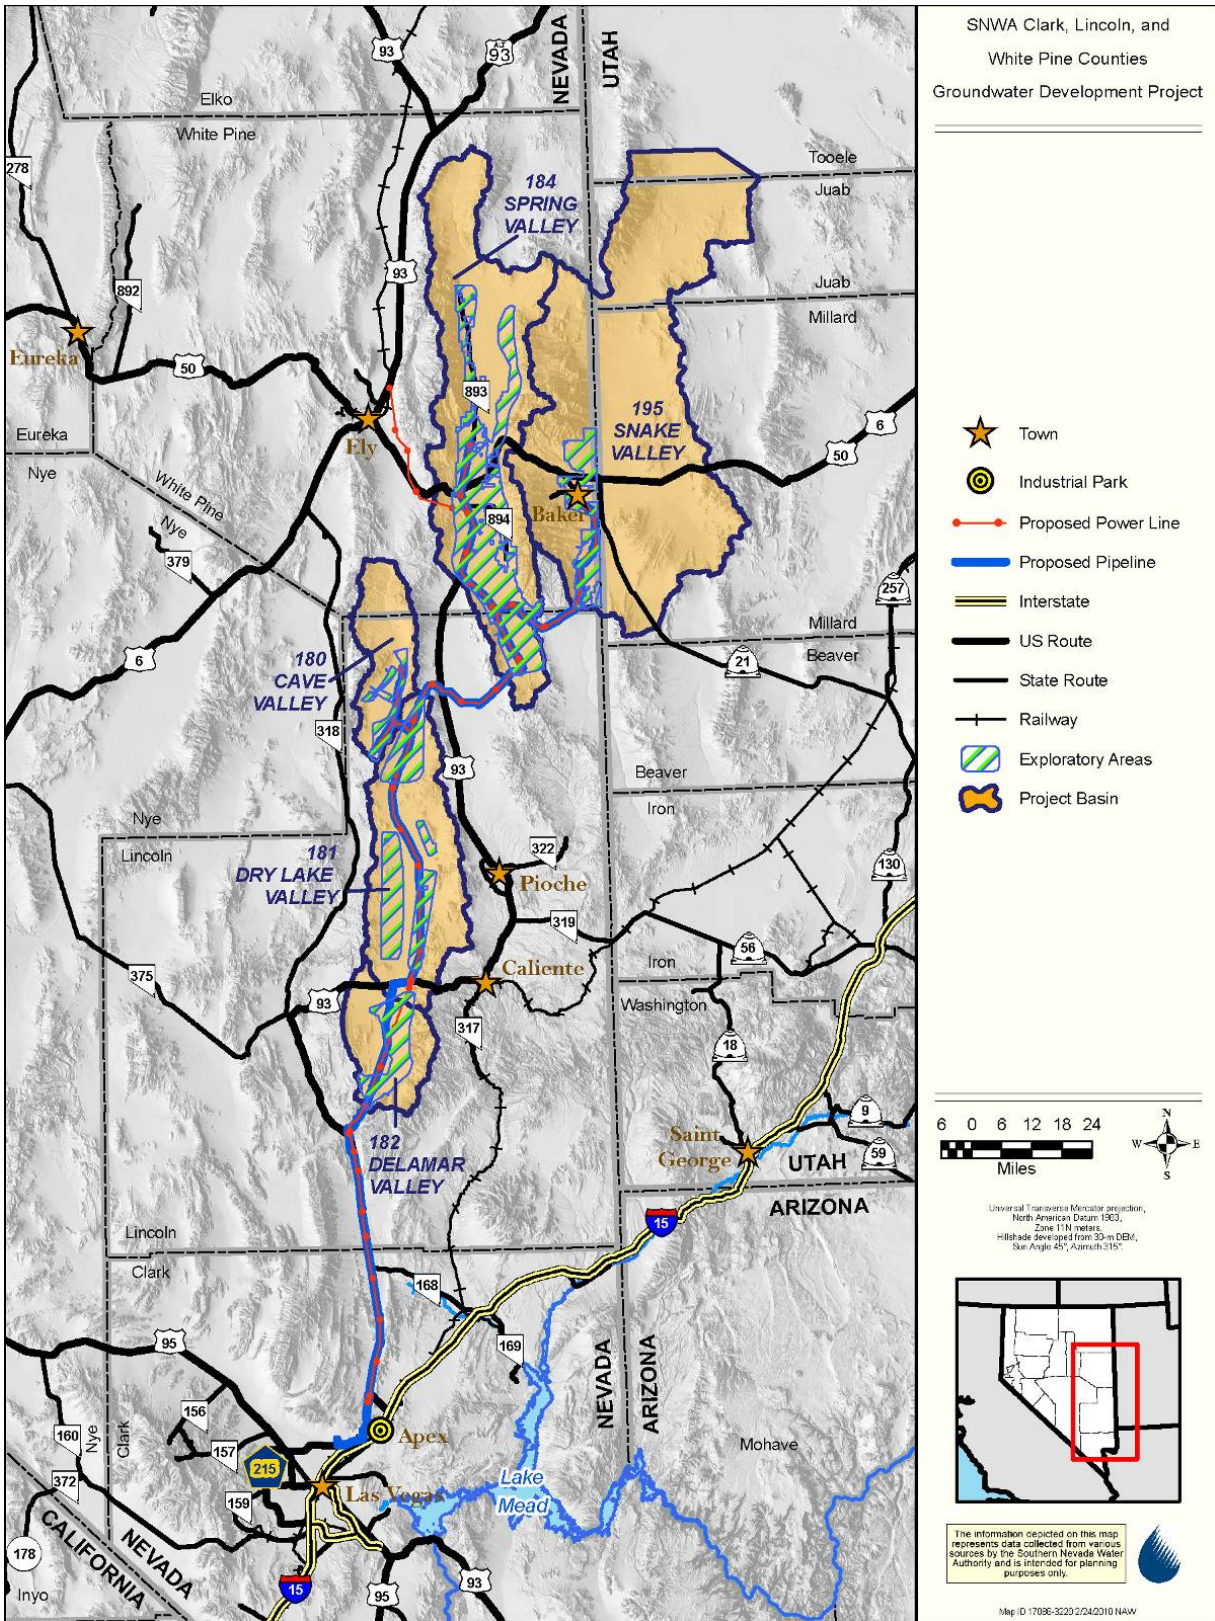 SNWA Clark, Lincoln, and
White Pine Counties
Groundwater Development Project
Town
Industrial Park
Proposed Power Line
Proposed Pipeline
Interstate
US Route
State Route
Railway
Exploratory Areas
Project Basin
6 0 6 12 18 24
Miles
N
W E
S
Universal Transverse Mercator projection,
North American Datum 1983,
Zone 11N meters.
Hillshade developed from 30-m DEM,
Sun Angle 45°, Azimuth 315°.
The information depicted on this map
represents data collected from various
sources by the Southern Nevada Water
Authority and is intended for planning
purposes only.
Map ID 17086-3220 2/24/2010 NAW
93
93
NEVADA
UTAH
Elko
White Pine
278
Tooele
Juab
184
SPRING
VALLEY
93
892
Juab
Millard
Eureka
50
893
195
SNAKE
VALLEY
6
50
Ely
Eureka
Nye
White Pine
Nye
Baker
894
379
257
Millard
Beaver
6
21
180
CAVE
VALLEY
318
93
Beaver
Iron
Nye
Lincoln
181
DRY LAKE
VALLEY
322
Pioche
130
319
56
Iron
Washington
375
93
Caliente
317
18
9
59
Saint
George
UTAH
ARIZONA
182
DELAMAR
VALLEY
15
Lincoln
Clark
168
169
NEVADA
ARIZONA
95
156
157
160
Nye
Clark
372
215
159
Apex
Las Vegas
Lake
Mead
Mohave
178
CALIFORNIA
NEVADA
Inyo
15
95
93